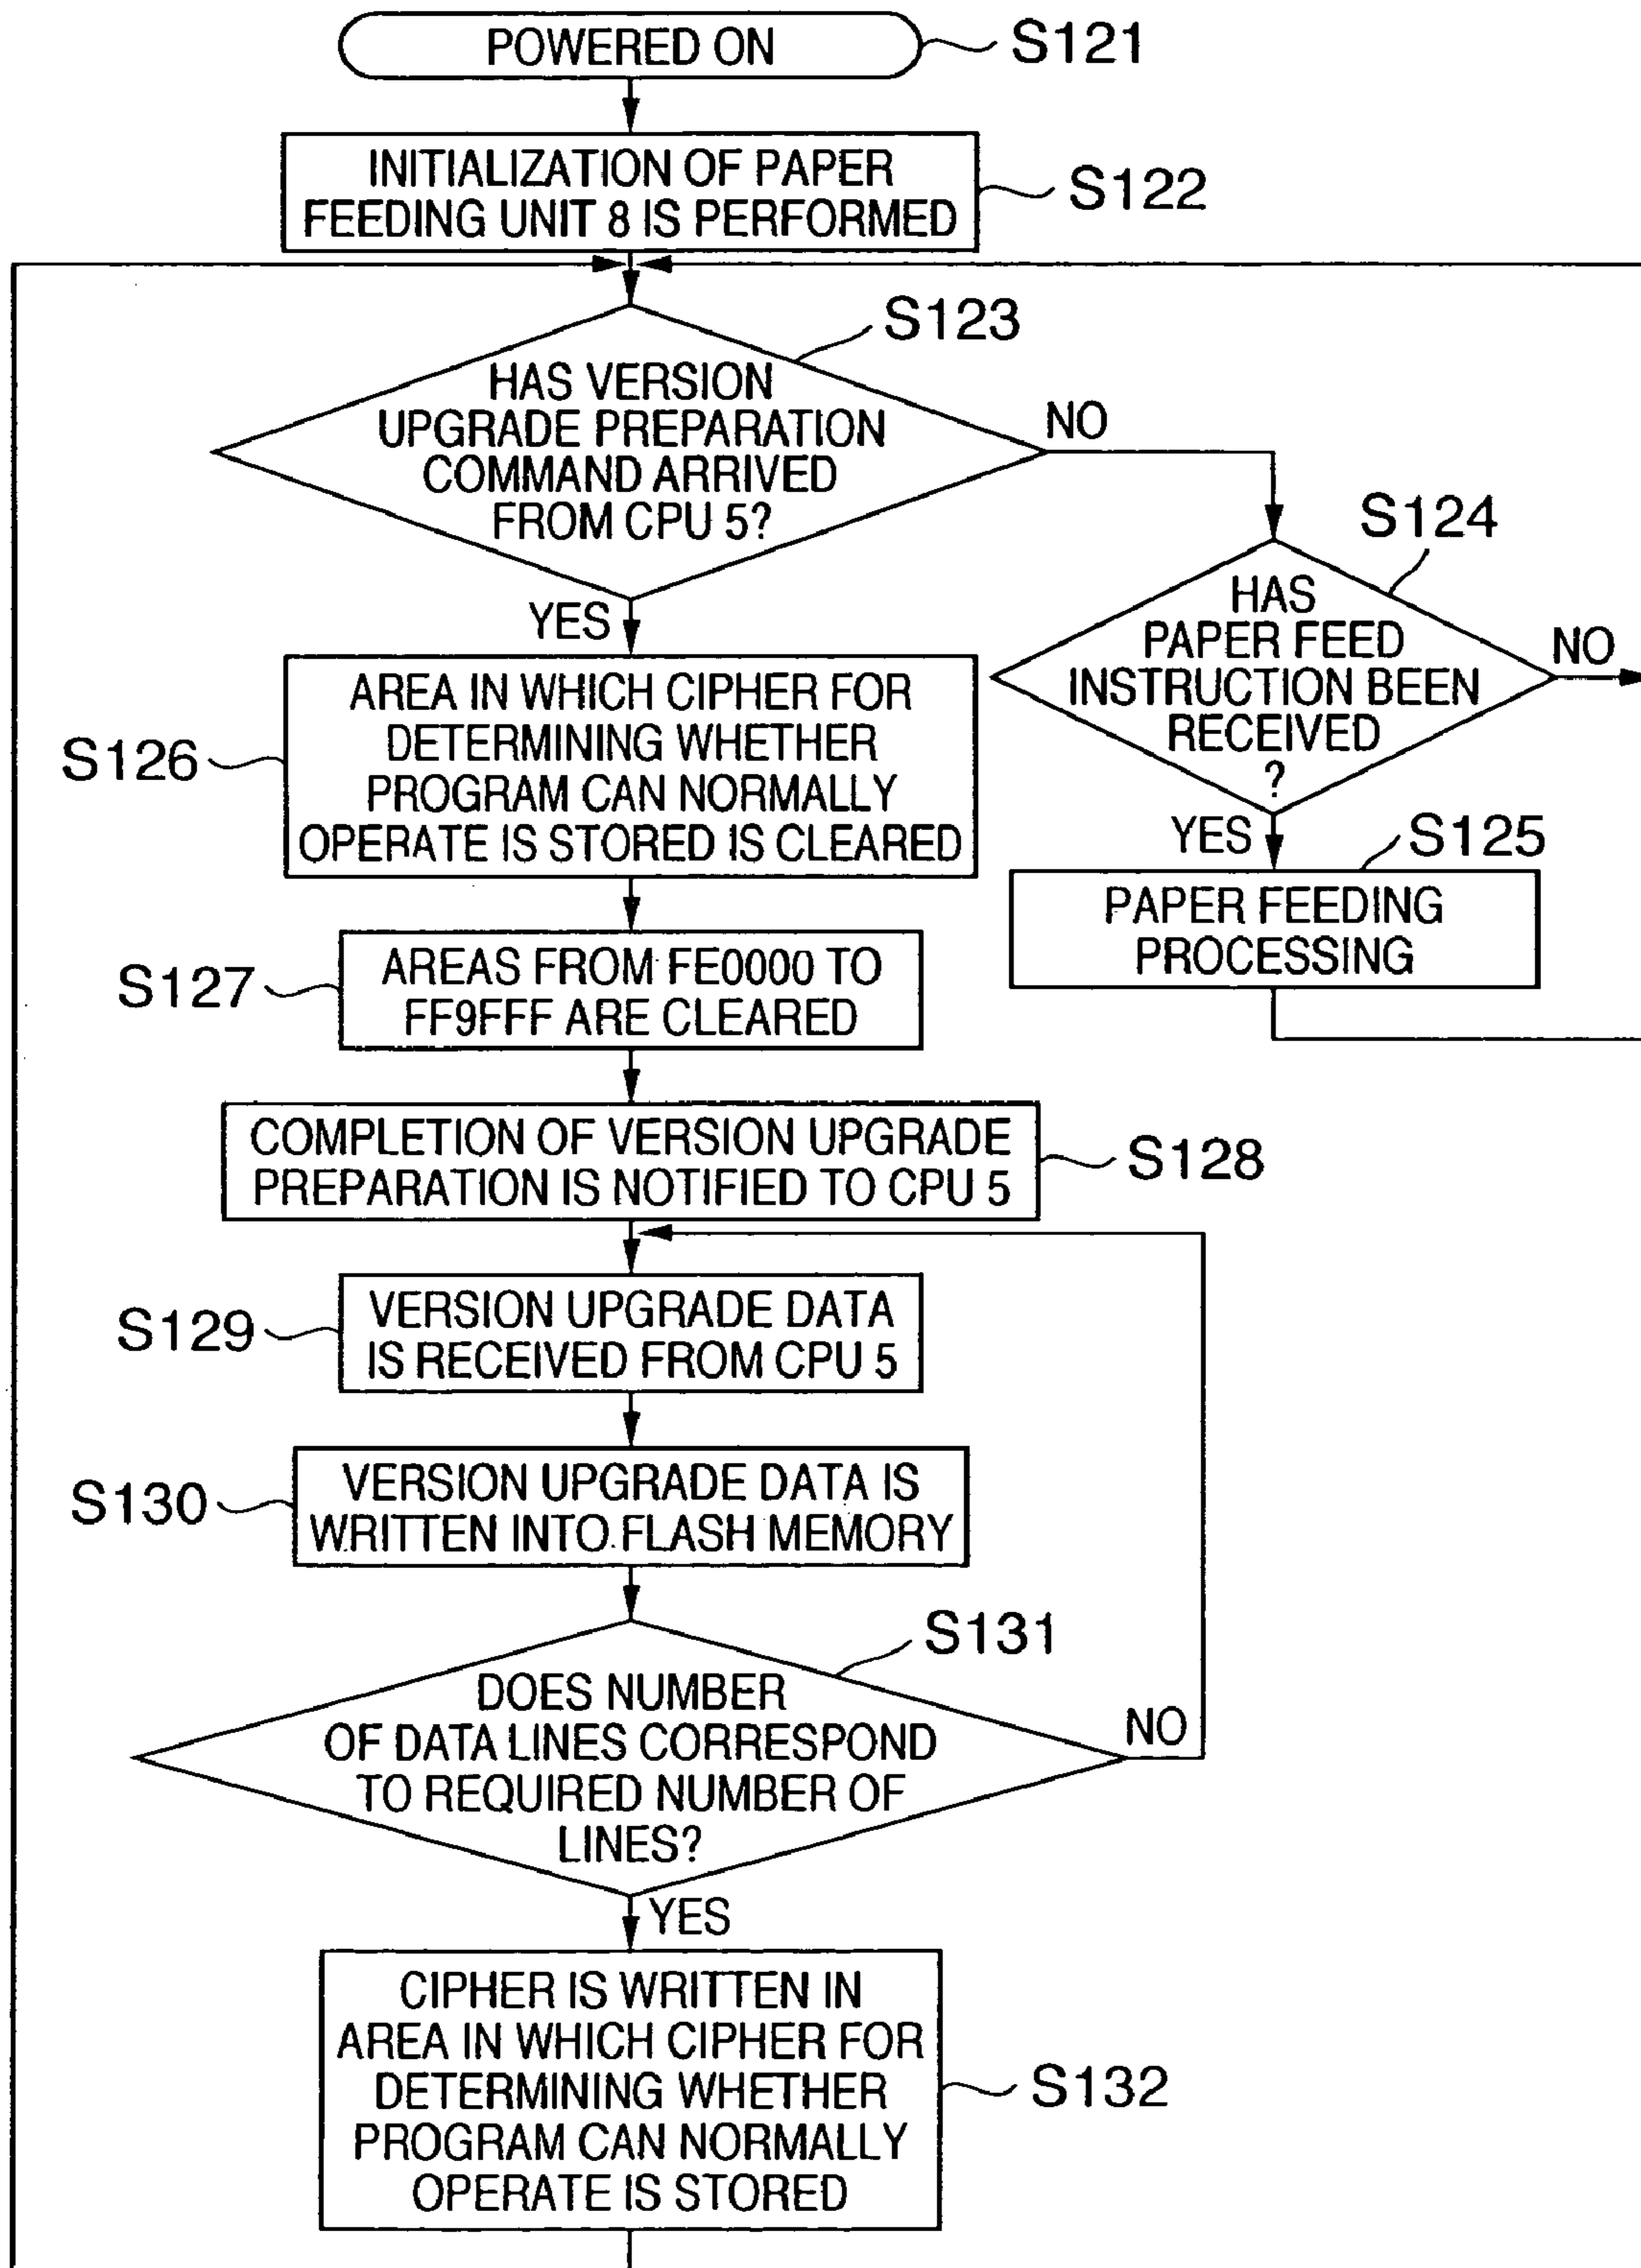 POWERED ON
S121
INITIALIZATION OF PAPER
FEEDING UNIT 8 IS PERFORMED
S122
S123
HAS VERSION
UPGRADE PREPARATION
COMMAND ARRIVED
FROM CPU 5?
NO
YES
S124
HAS
PAPER FEED
INSTRUCTION BEEN
RECEIVED
?
NO
YES
S125
PAPER FEEDING
PROCESSING
S126
AREA IN WHICH CIPHER FOR
DETERMINING WHETHER
PROGRAM CAN NORMALLY
OPERATE IS STORED IS CLEARED
S127
AREAS FROM FE0000 TO
FF9FFF ARE CLEARED
COMPLETION OF VERSION UPGRADE
PREPARATION IS NOTIFIED TO CPU 5
S128
S129
VERSION UPGRADE DATA
IS RECEIVED FROM CPU 5
S130
VERSION UPGRADE DATA IS
WRITTEN INTO FLASH MEMORY
S131
DOES NUMBER
OF DATA LINES CORRESPOND
TO REQUIRED NUMBER OF
LINES?
NO
YES
CIPHER IS WRITTEN IN
AREA IN WHICH CIPHER FOR
DETERMINING WHETHER
PROGRAM CAN NORMALLY
OPERATE IS STORED
S132